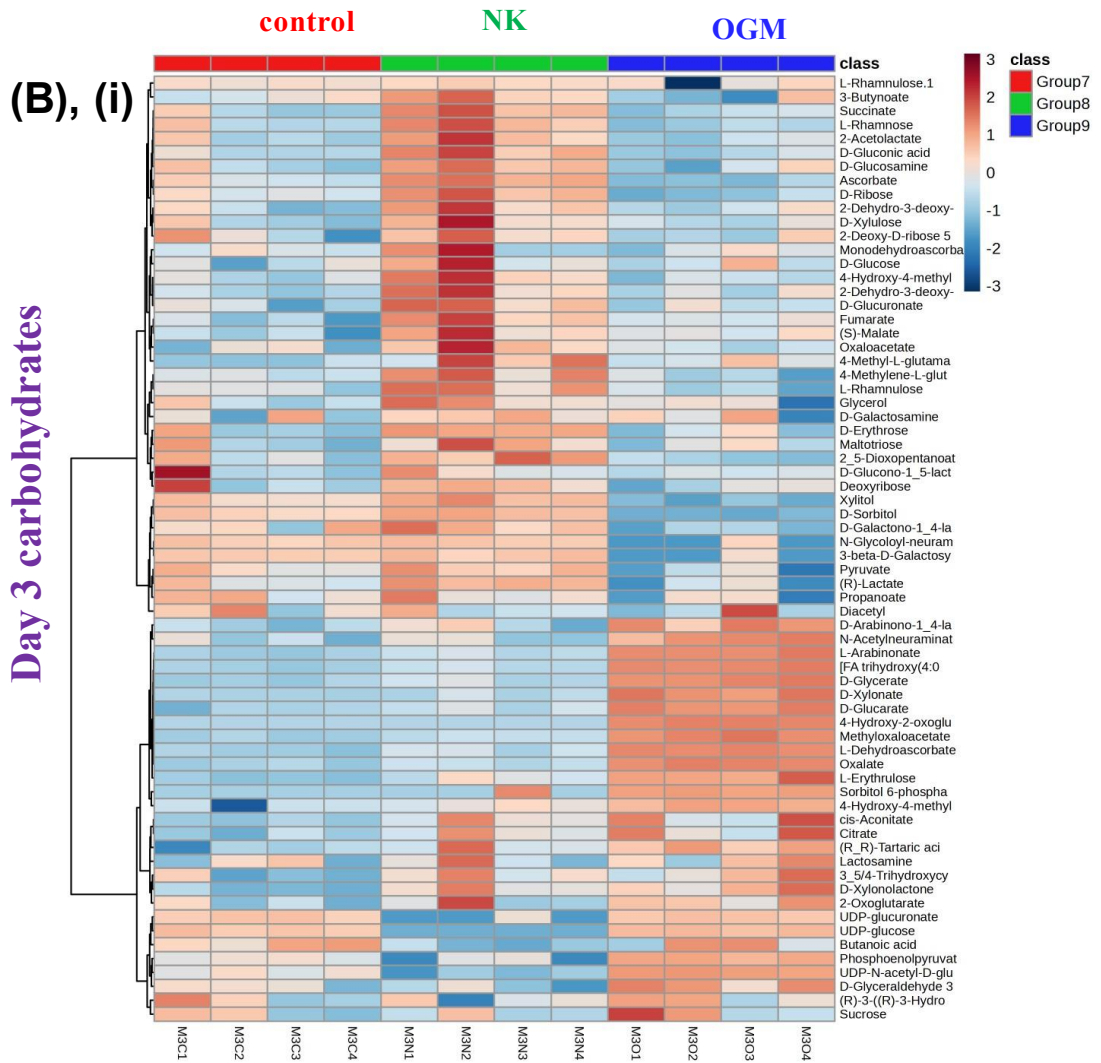 control NK OGM
(B), (i)
Day 3 carbohydrates
class
3
2
1
0
-1
-2
-3
class
Group7
Group8
Group9
L-Rhamnulose.1
3-Butynoate
Succinate
L-Rhamnose
2-Acetolactate
D-Gluconic acid
D-Glucosamine
Ascorbate
D-Ribose
2-Dehydro-3-deoxy-
D-Xylulose
2-Deoxy-D-ribose 5
Monodehydroascorba
D-Glucose
4-Hydroxy-4-methyl
2-Dehydro-3-deoxy-
D-Glucuronate
Fumarate
(S)-Malate
Oxaloacetate
4-Methyl-L-glutama
4-Methylene-L-glut
L-Rhamnulose
Glycerol
D-Galactosamine
D-Erythrose
Maltotriose
2_5-Dioxopentanoat
D-Glucono-1_5-lact
Deoxyribose
Xylitol
D-Sorbitol
D-Galactono-1_4-la
N-Glycoloyl-neuram
3-beta-D-Galactosy
Pyruvate
(R)-Lactate
Propanoate
Diacetyl
D-Arabinono-1_4-la
N-Acetylneuraminat
L-Arabinonate
[FA trihydroxy(4:0
D-Glycerate
D-Xylonate
D-Glucarate
4-Hydroxy-2-oxoglu
Methyloxaloacetate
L-Dehydroascorbate
Oxalate
L-Erythrulose
Sorbitol 6-phospha
4-Hydroxy-4-methyl
cis-Aconitate
Citrate
(R_R)-Tartaric aci
Lactosamine
3_5/4-Trihydroxycy
D-Xylonolactone
2-Oxoglutarate
UDP-glucuronate
UDP-glucose
Butanoic acid
Phosphoenolpyruvat
UDP-N-acetyl-D-glu
D-Glyceraldehyde 3
(R)-3-((R)-3-Hydro
Sucrose
M3C1 M3C2 M3C3 M3C4 M3N1 M3N2 M3N3 M3N4 M3O1 M3O2 M3O3 M3O4